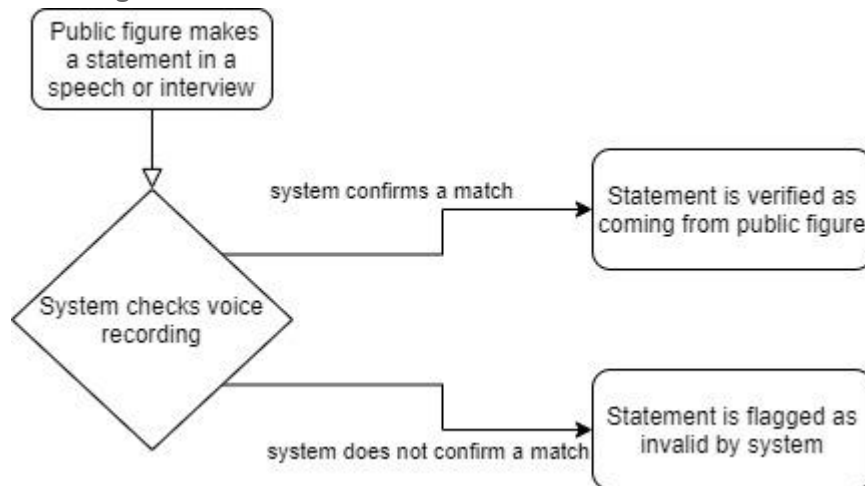 Public figure makes
a statement in a
speech or interview
system confirms a match
Statement is verified as
coming from public figure
System checks voice
recording
Statement is flagged as
invalid by system
system does not confirm a match